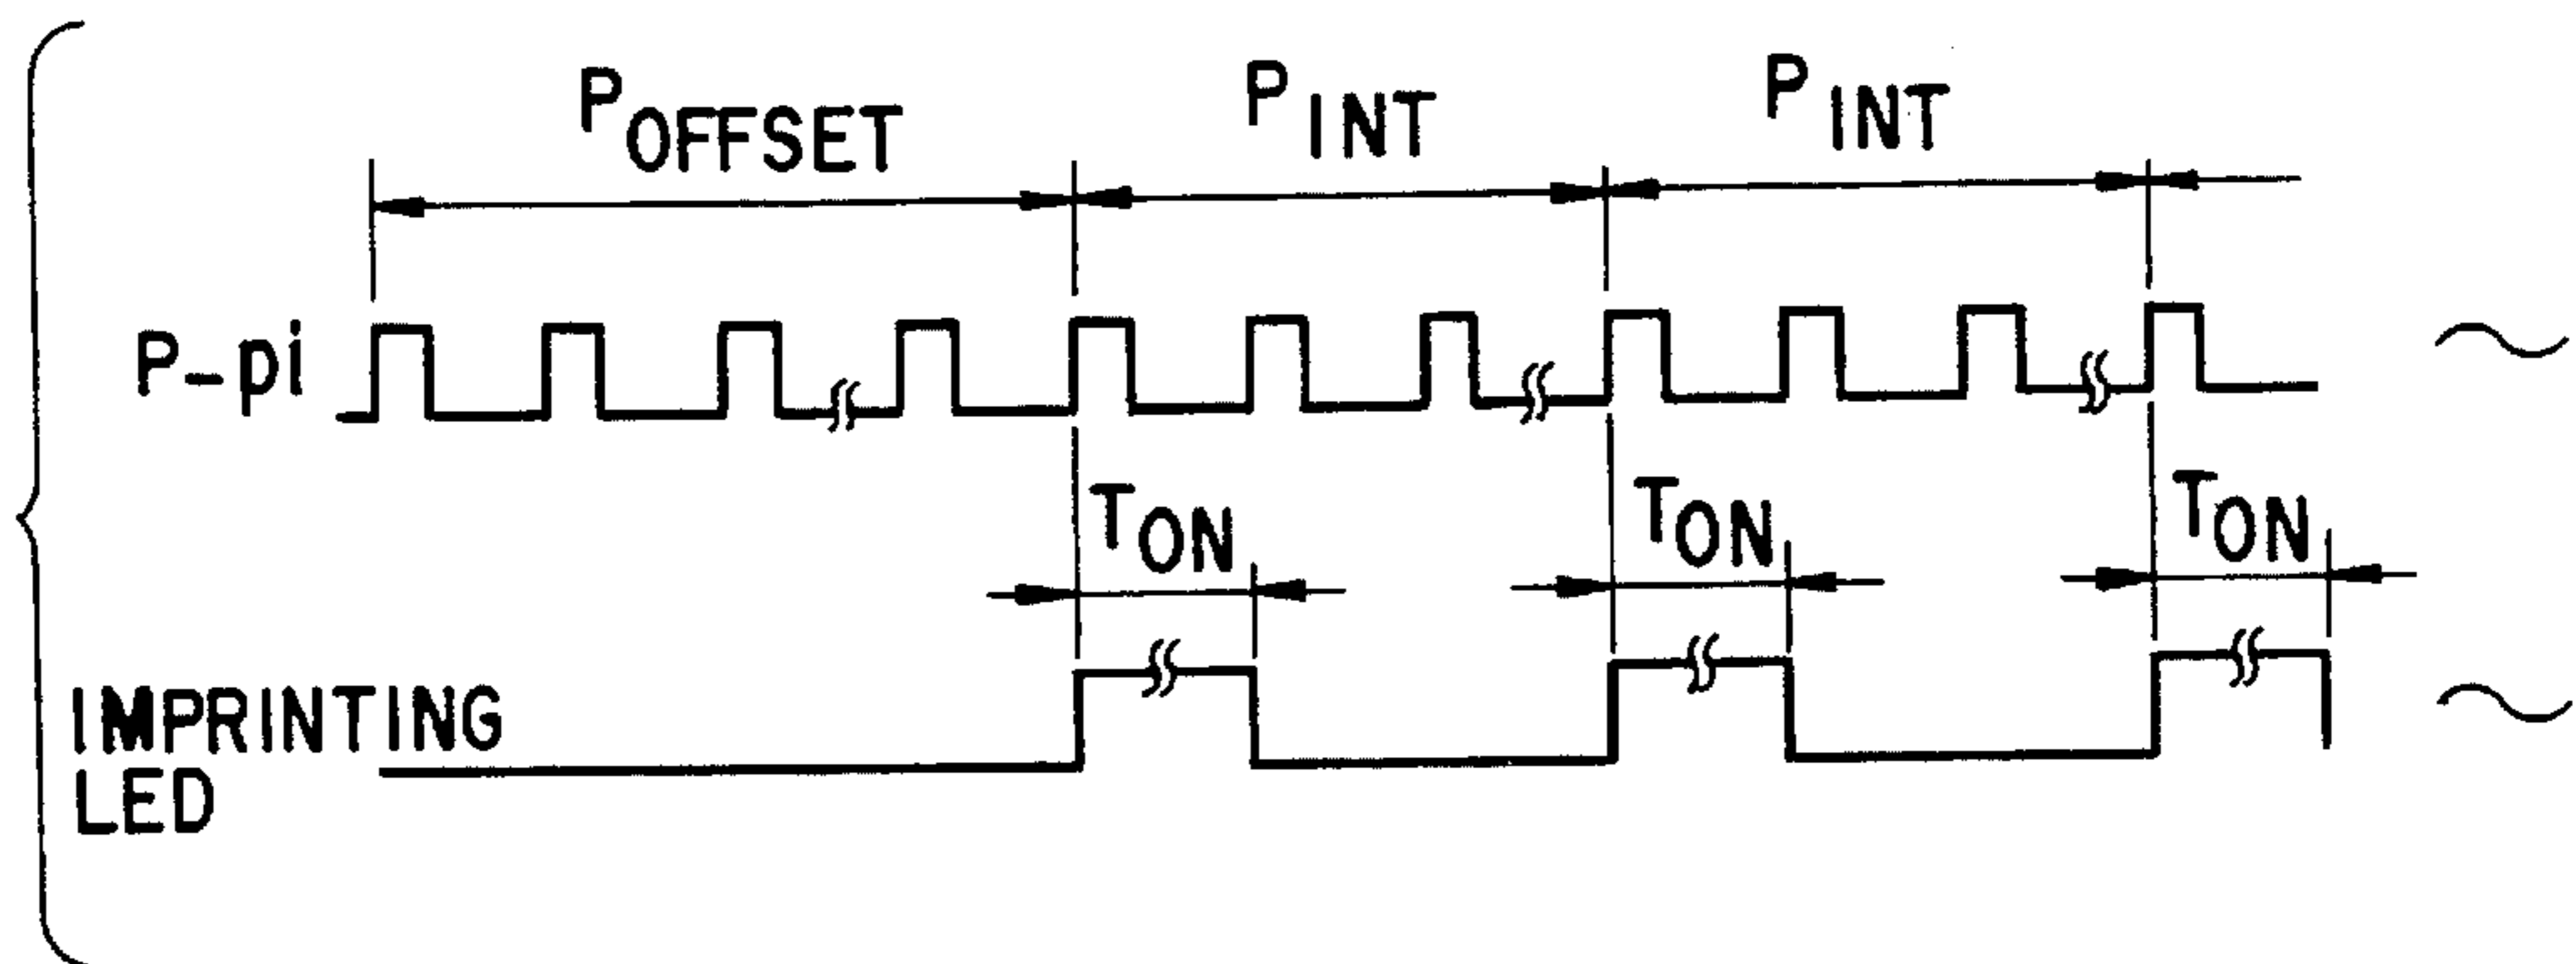 POFFSET PINT PINT
P-pi
TON TON TON
IMPRINTING
LED